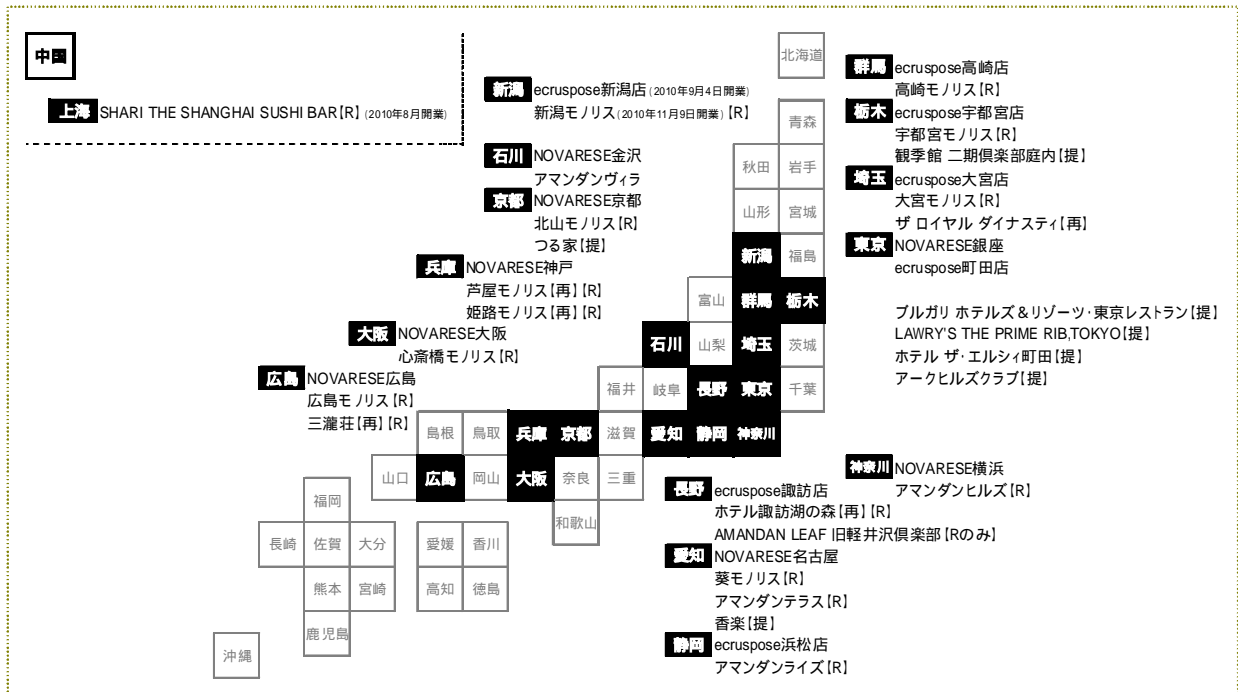 中国
上海 SHARI THE SHANGHAI SUSHI BAR【R】(2010年8月開業)
新潟 ecruspose新潟店(2010年9月4日開業)
新潟モノリス(2010年11月9日開業)【R】
石川 NOVARESE金沢
アマンダンヴィラ
京都 NOVARESE京都
北山モノリス【R】
つる家【提】
兵庫 NOVARESE神戸
芦屋モノリス【再】【R】
姫路モノリス【再】【R】
大阪 NOVARESE大阪
心斎橋モノリス【R】
広島 NOVARESE広島
広島モノリス【R】
三瀧荘【再】【R】
群馬 ecruspose高崎店
高崎モノリス【R】
栃木 ecruspose宇都宮店
宇都宮モノリス【R】
観季館 二期倶楽部庭内【提】
埼玉 ecruspose大宮店
大宮モノリス【R】
ザ ロイヤル ダイナスティ【再】
東京 NOVARESE銀座
ecruspose町田店
ブルガリ ホテルズ&リゾーツ・東京レストラン【提】
LAWRY'S THE PRIME RIB,TOKYO【提】
ホテル ザ・エルシィ町田【提】
アークヒルズクラブ【提】
神奈川 NOVARESE横浜
アマンダンヒルズ【R】
長野 ecruspose諏訪店
ホテル諏訪湖の森【再】【R】
AMANDAN LEAF 旧軽井沢倶楽部【Rのみ】
愛知 NOVARESE名古屋
葵モノリス【R】
アマンダンテラス【R】
香楽【提】
静岡 ecruspose浜松店
アマンダンライズ【R】
北海道
青森
秋田 岩手
山形 宮城
新潟 福島
富山 群馬 栃木
石川 山梨 埼玉 茨城
福井 岐阜 長野 東京 千葉
島根 鳥取 兵庫 京都 滋賀 愛知 静岡 神奈川
山口 広島 岡山 大阪 奈良 三重
福岡 和歌山
長崎 佐賀 大分 愛媛 香川
熊本 宮崎 高知 徳島
鹿児島
沖縄